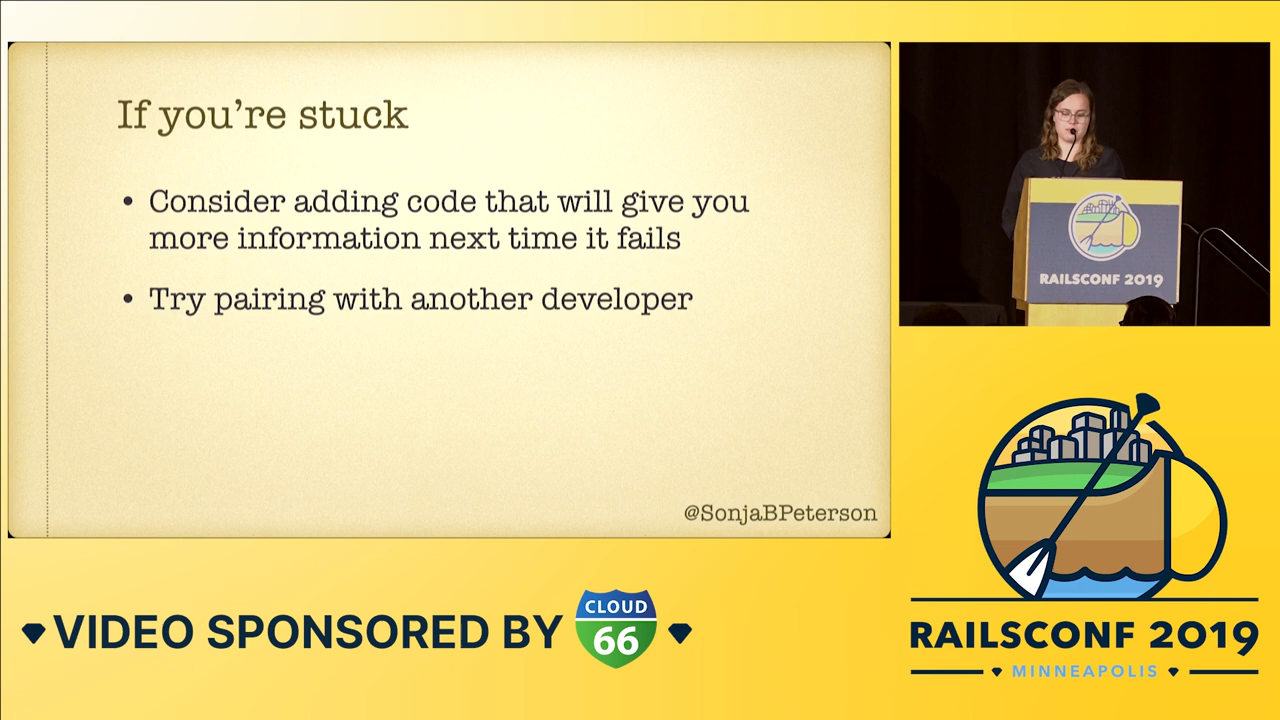 If you're stuck
• Consider adding code that will give you
more information next time it fails
• Try pairing with another developer
@SonjaBPeterson
RAILSCONF 2019
VIDEO SPONSORED BY CLOUD 66
RAILSCONF 2019
MINNEAPOLIS